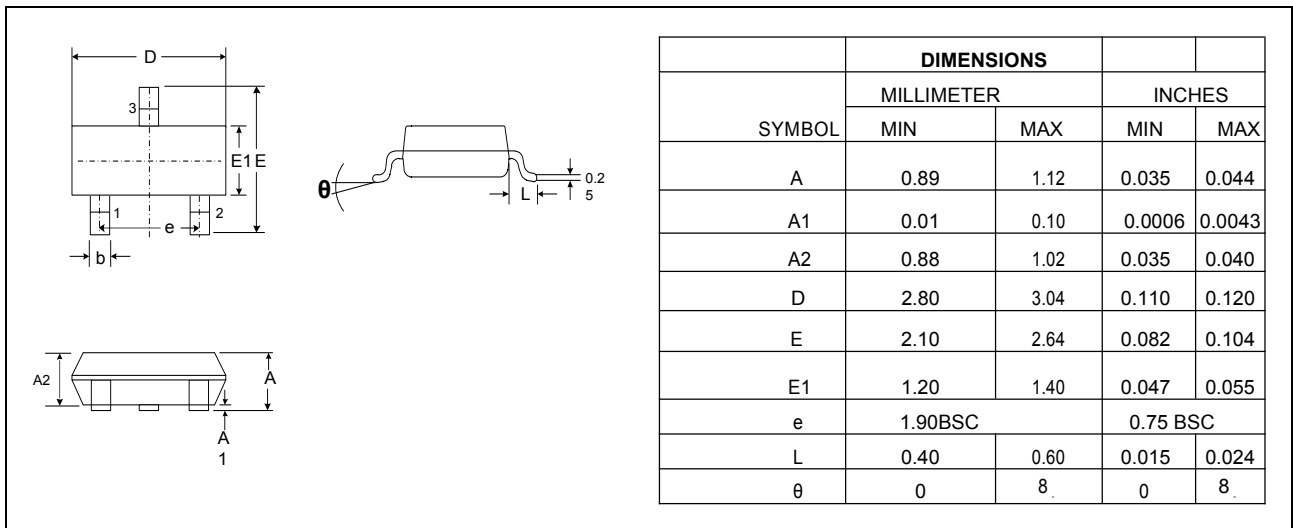 D
3
E1 E
1 2
e
b
θ
L
0.2
5
A2
A
A
1
DIMENSIONS
MILLIMETER INCHES
SYMBOL MIN MAX MIN MAX
A 0.89 1.12 0.035 0.044
A1 0.01 0.10 0.0006 0.0043
A2 0.88 1.02 0.035 0.040
D 2.80 3.04 0.110 0.120
E 2.10 2.64 0.082 0.104
E1 1.20 1.40 0.047 0.055
e 1.90BSC 0.75 BSC
L 0.40 0.60 0.015 0.024
θ 0 8 0 8